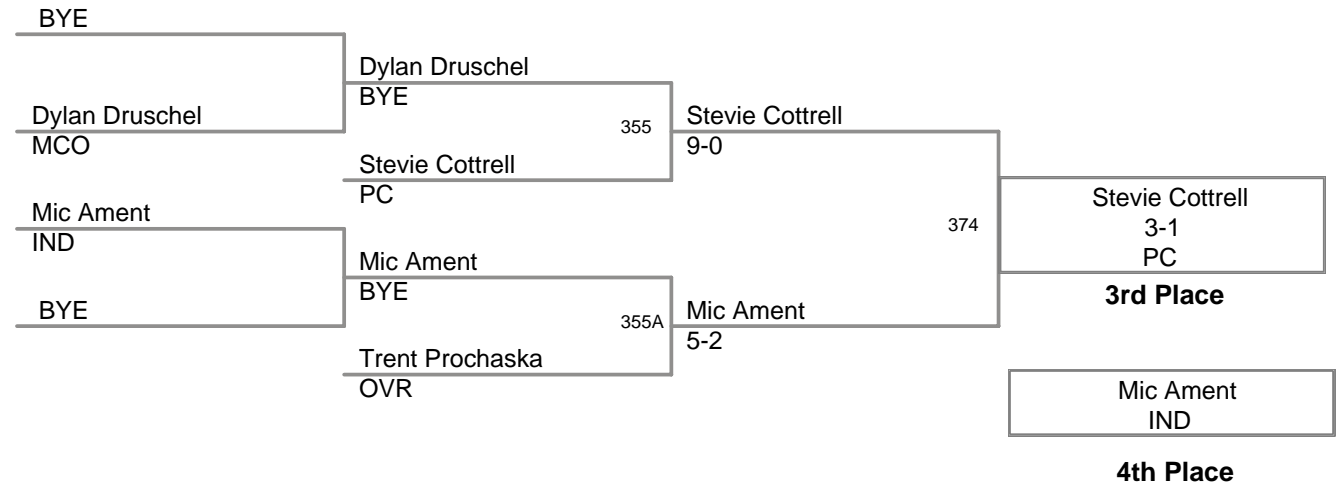 BYE
Dylan Druschel
MCO
Mic Ament
IND
BYE
Dylan Druschel
BYE
Stevie Cottrell
PC
Mic Ament
BYE
Trent Prochaska
OVR
355
355A
Stevie Cottrell
9-0
Mic Ament
5-2
374
Stevie Cottrell
3-1
PC
3rd Place
Mic Ament
IND
4th Place